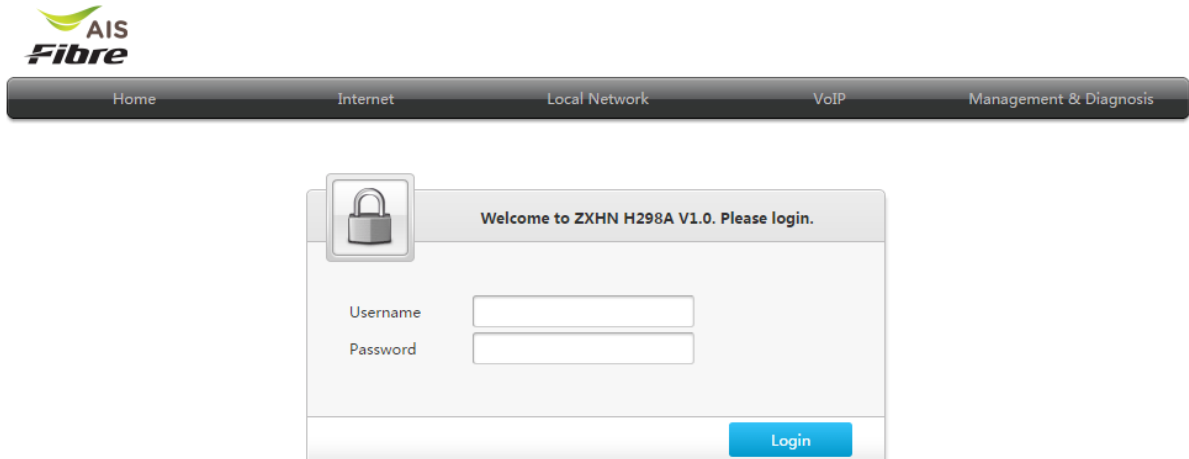 AIS
Fibre
Home Internet Local Network VoIP Management & Diagnosis
Welcome to ZXHN H298A V1.0. Please login.
Username
Password
Login